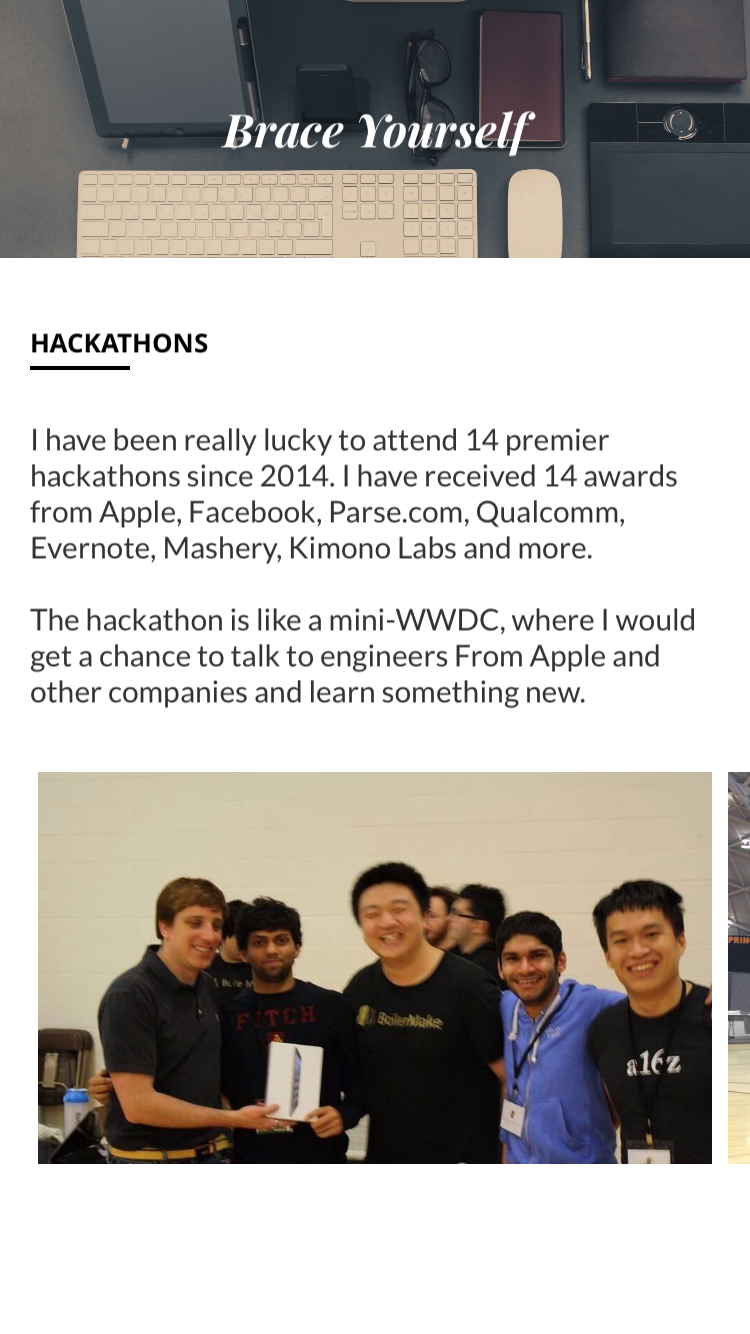 Brace Yourself
HACKATHONS
I have been really lucky to attend 14 premier
hackathons since 2014. I have received 14 awards
from Apple, Facebook, Parse.com, Qualcomm,
Evernote, Mashery, Kimono Labs and more.
The hackathon is like a mini-WWDC, where I would
get a chance to talk to engineers From Apple and
other companies and learn something new.
PRIN
FITCH
BoilerMake
a16z